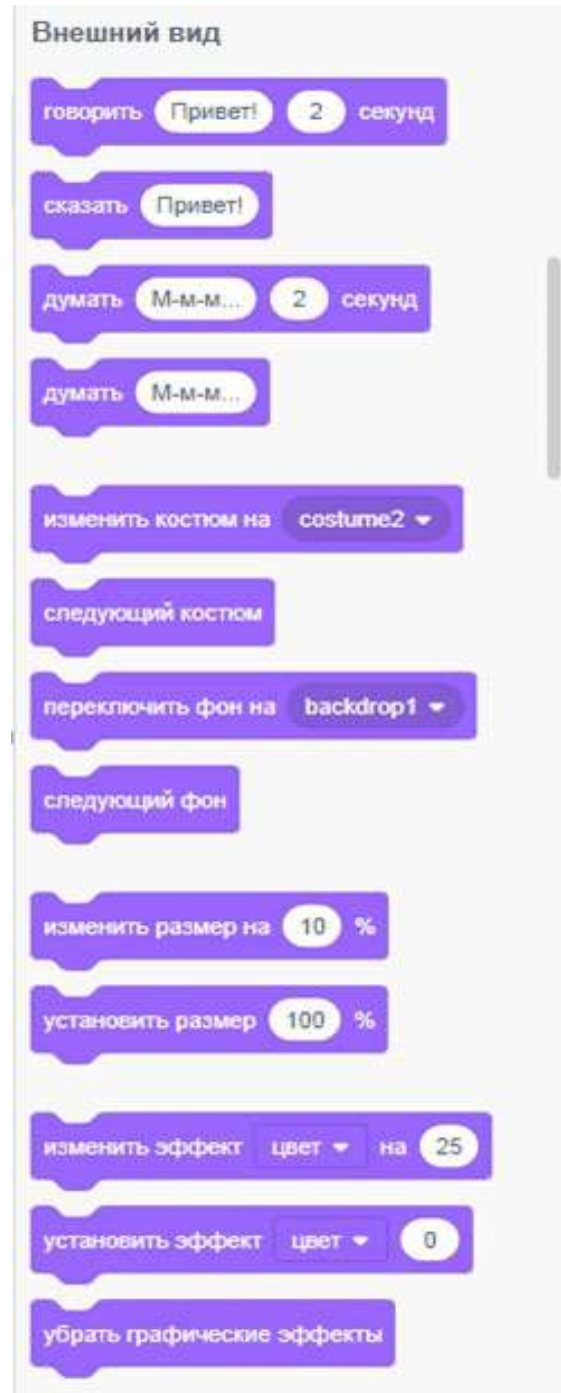 Внешний вид
говорить Привет! 2 секунд
сказать Привет!
думать М-м-м... 2 секунд
думать М-м-м...
изменить костюм на costume2
следующий костюм
переключить фон на backdrop1
следующий фон
изменить размер на 10 %
установить размер 100 %
изменить эффект цвет на 25
установить эффект цвет 0
убрать графические эффекты